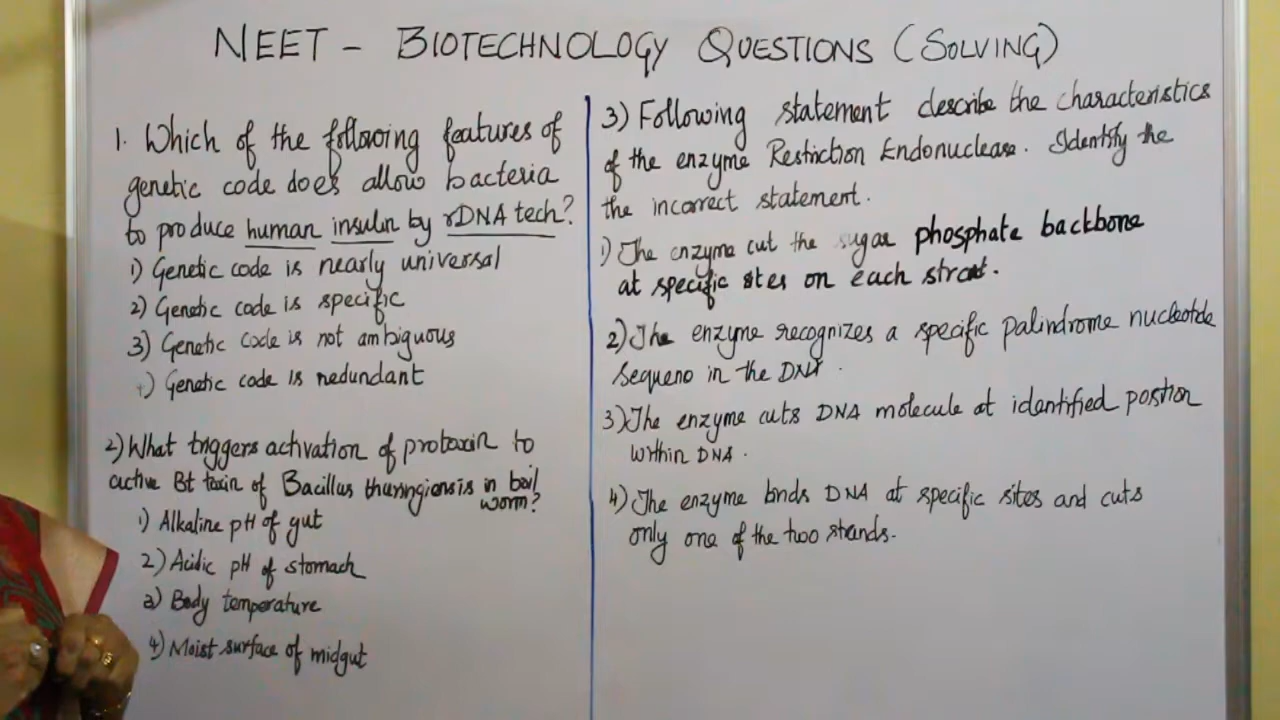 NEET - BIOTECHNOLOGY QUESTIONS (SOLVING)
1. Which of the following features of
genetic code does allow bacteria
to produce human insulin by rDNA tech?
1) Genetic code is nearly universal
2) Genetic code is specific
3) Genetic code is not ambiguous
4) Genetic code is redundant
2) What triggers activation of protoxin to
active Bt toxin of Bacillus thuringiensis in boil
worm?
1) Alkaline pH of gut
2) Acidic pH of stomach
3) Body temperature
4) Moist surface of midgut
3) Following statement describe the characteristics
of the enzyme Restiction Endonuclease. Identify the
the incorrect statement.
1) The enzyme cut the sugar phosphate backbone
at specific sites on each strat.
2) The enzyme recognizes a specific palindrome nucleotide
sequeno in the DNA.
3) The enzyme cuts DNA molecule at identified position
within DNA.
4) The enzyme binds DNA at specific sites and cuts
only one of the two strands.